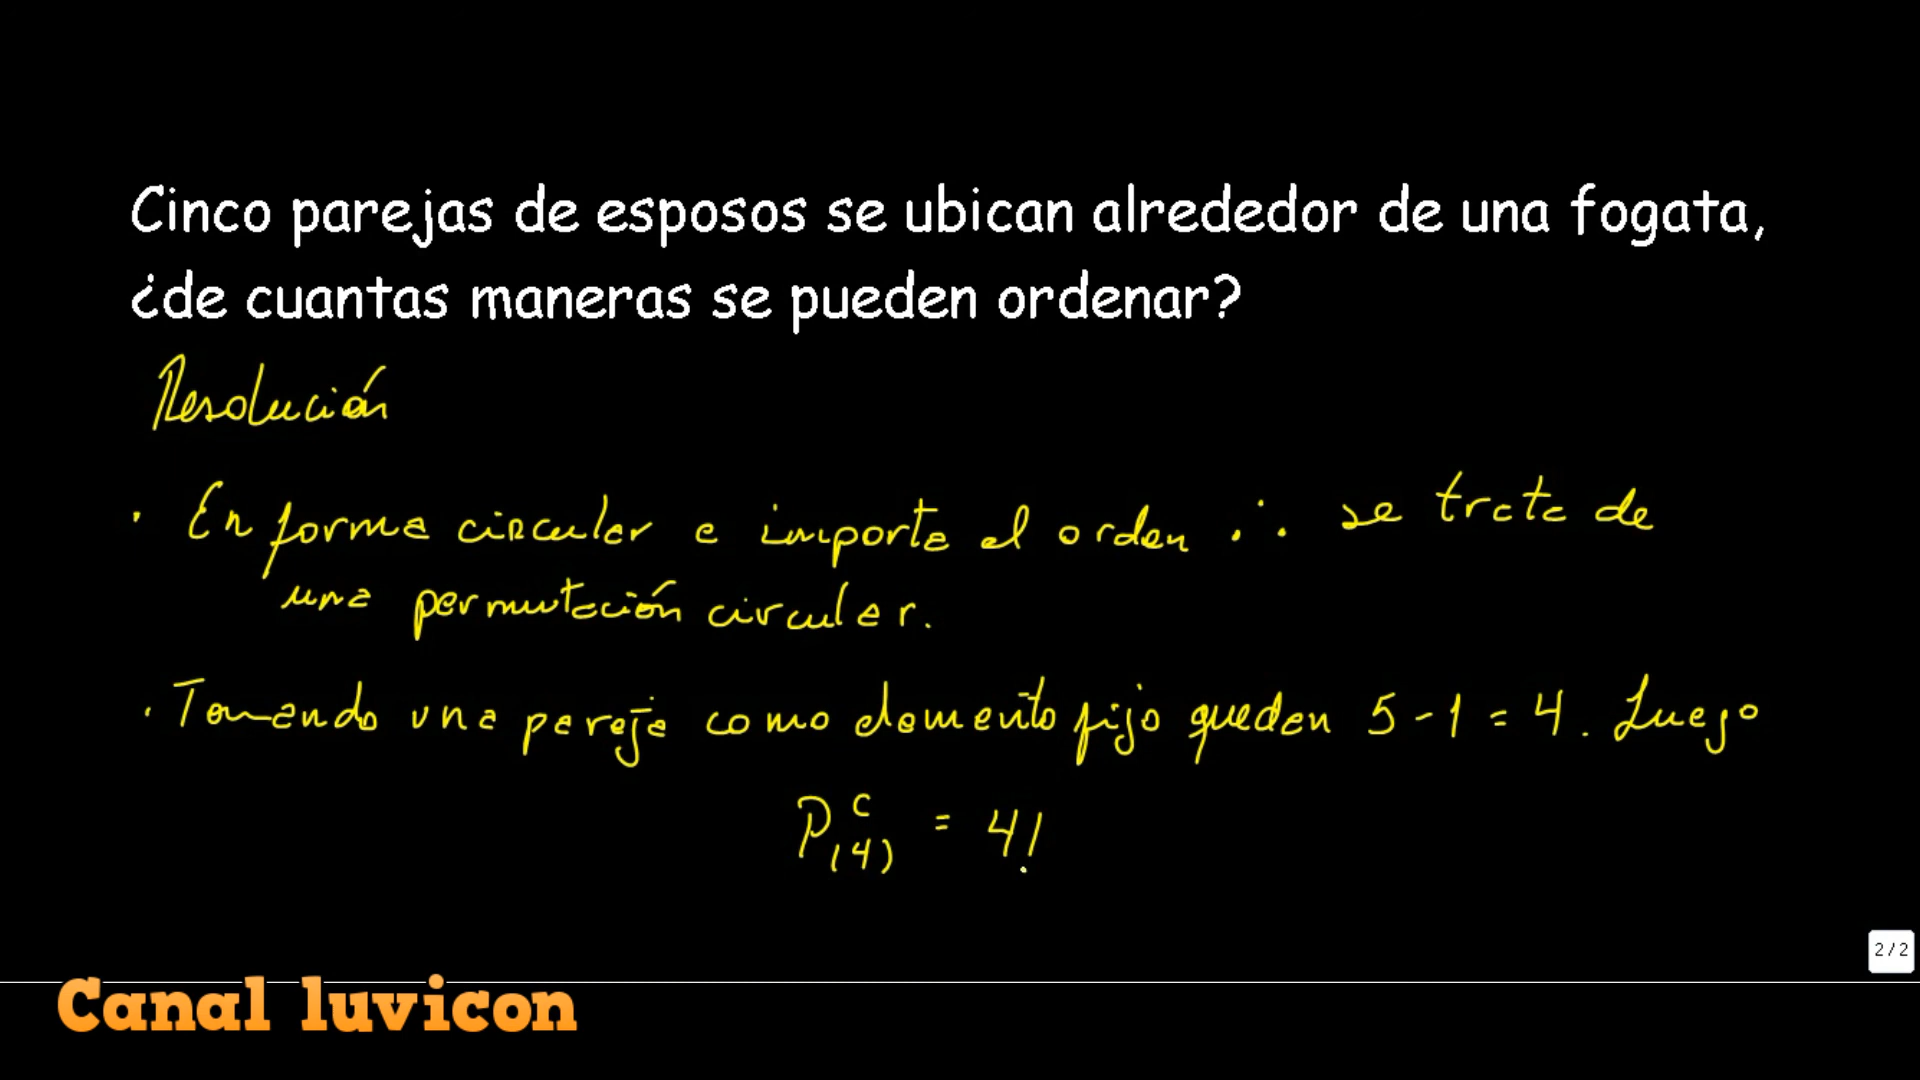 Cinco parejas de esposos se ubican alrededor de una fogata,
¿de cuantas maneras se pueden ordenar?
Resolución
· En forma circular e importa el orden ∴ se trata de
una permutación circular.
· Tomando una pareja como elemento fijo quedan 5 - 1 = 4. Luego
P^C_(4) = 4!
2/2
Canal luvicon